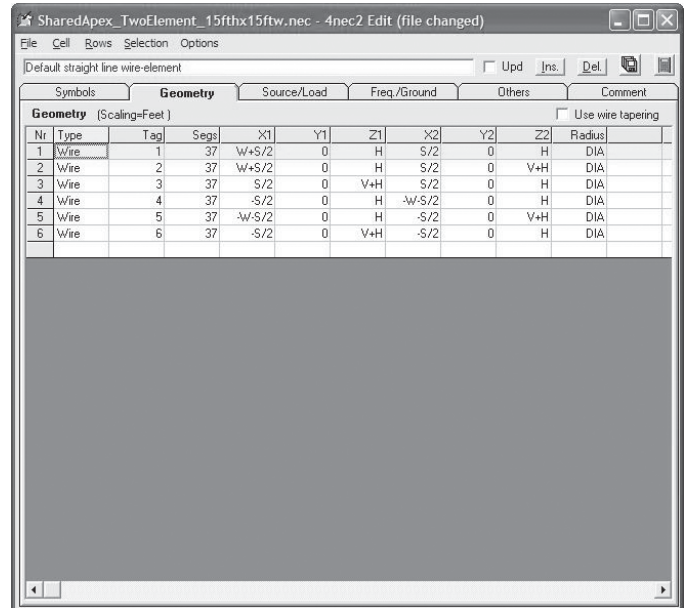 SharedApex_TwoElement_15fthx15ftw.nec - 4nec2 Edit (file changed)
File Cell Rows Selection Options
Default straight line wire-element Upd Ins. Del.
Symbols Geometry Source/Load Freq./Ground Others Comment
Geometry (Scaling=Feet ) Use wire tapering
Nr Type Tag Segs X1 Y1 Z1 X2 Y2 Z2 Radius
1 Wire 1 37 W+S/2 0 H S/2 0 H DIA
2 Wire 2 37 W+S/2 0 H S/2 0 V+H DIA
3 Wire 3 37 S/2 0 V+H S/2 0 H DIA
4 Wire 4 37 -S/2 0 H -W-S/2 0 H DIA
5 Wire 5 37 -W-S/2 0 H -S/2 0 V+H DIA
6 Wire 6 37 -S/2 0 V+H -S/2 0 H DIA